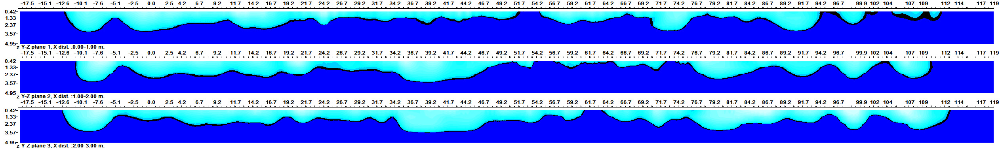 -17.5 -15.1 -12.6 -10.1 -7.6 -5.1 -2.5 0.0 2.5 4.2 6.7 9.2 11.7 14.2 16.7 19.2 21.7 24.2 26.7 29.2 31.7 34.2 36.7 39.2 41.7 44.2 46.7 49.2 51.7 54.2 56.7 59.2 61.7 64.2 66.7 69.2 71.7 74.2 76.7 79.2 81.7 84.2 86.7 89.2 91.7 94.2 96.7 99.9 102 104 107 109 112 114 117 119
0.42
1.33
2.37
3.57
4.95
z Y-Z plane 1, X dist. :0.00-1.00 m.
-17.5 -15.1 -12.6 -10.1 -7.6 -5.1 -2.5 0.0 2.5 4.2 6.7 9.2 11.7 14.2 16.7 19.2 21.7 24.2 26.7 29.2 31.7 34.2 36.7 39.2 41.7 44.2 46.7 49.2 51.7 54.2 56.7 59.2 61.7 64.2 66.7 69.2 71.7 74.2 76.7 79.2 81.7 84.2 86.7 89.2 91.7 94.2 96.7 99.9 102 104 107 109 112 114 117 119
0.42
1.33
2.37
3.57
4.95
z Y-Z plane 2, X dist. :1.00-2.00 m.
-17.5 -15.1 -12.6 -10.1 -7.6 -5.1 -2.5 0.0 2.5 4.2 6.7 9.2 11.7 14.2 16.7 19.2 21.7 24.2 26.7 29.2 31.7 34.2 36.7 39.2 41.7 44.2 46.7 49.2 51.7 54.2 56.7 59.2 61.7 64.2 66.7 69.2 71.7 74.2 76.7 79.2 81.7 84.2 86.7 89.2 91.7 94.2 96.7 99.9 102 104 107 109 112 114 117 119
0.42
1.33
2.37
3.57
4.95
z Y-Z plane 3, X dist. :2.00-3.00 m.